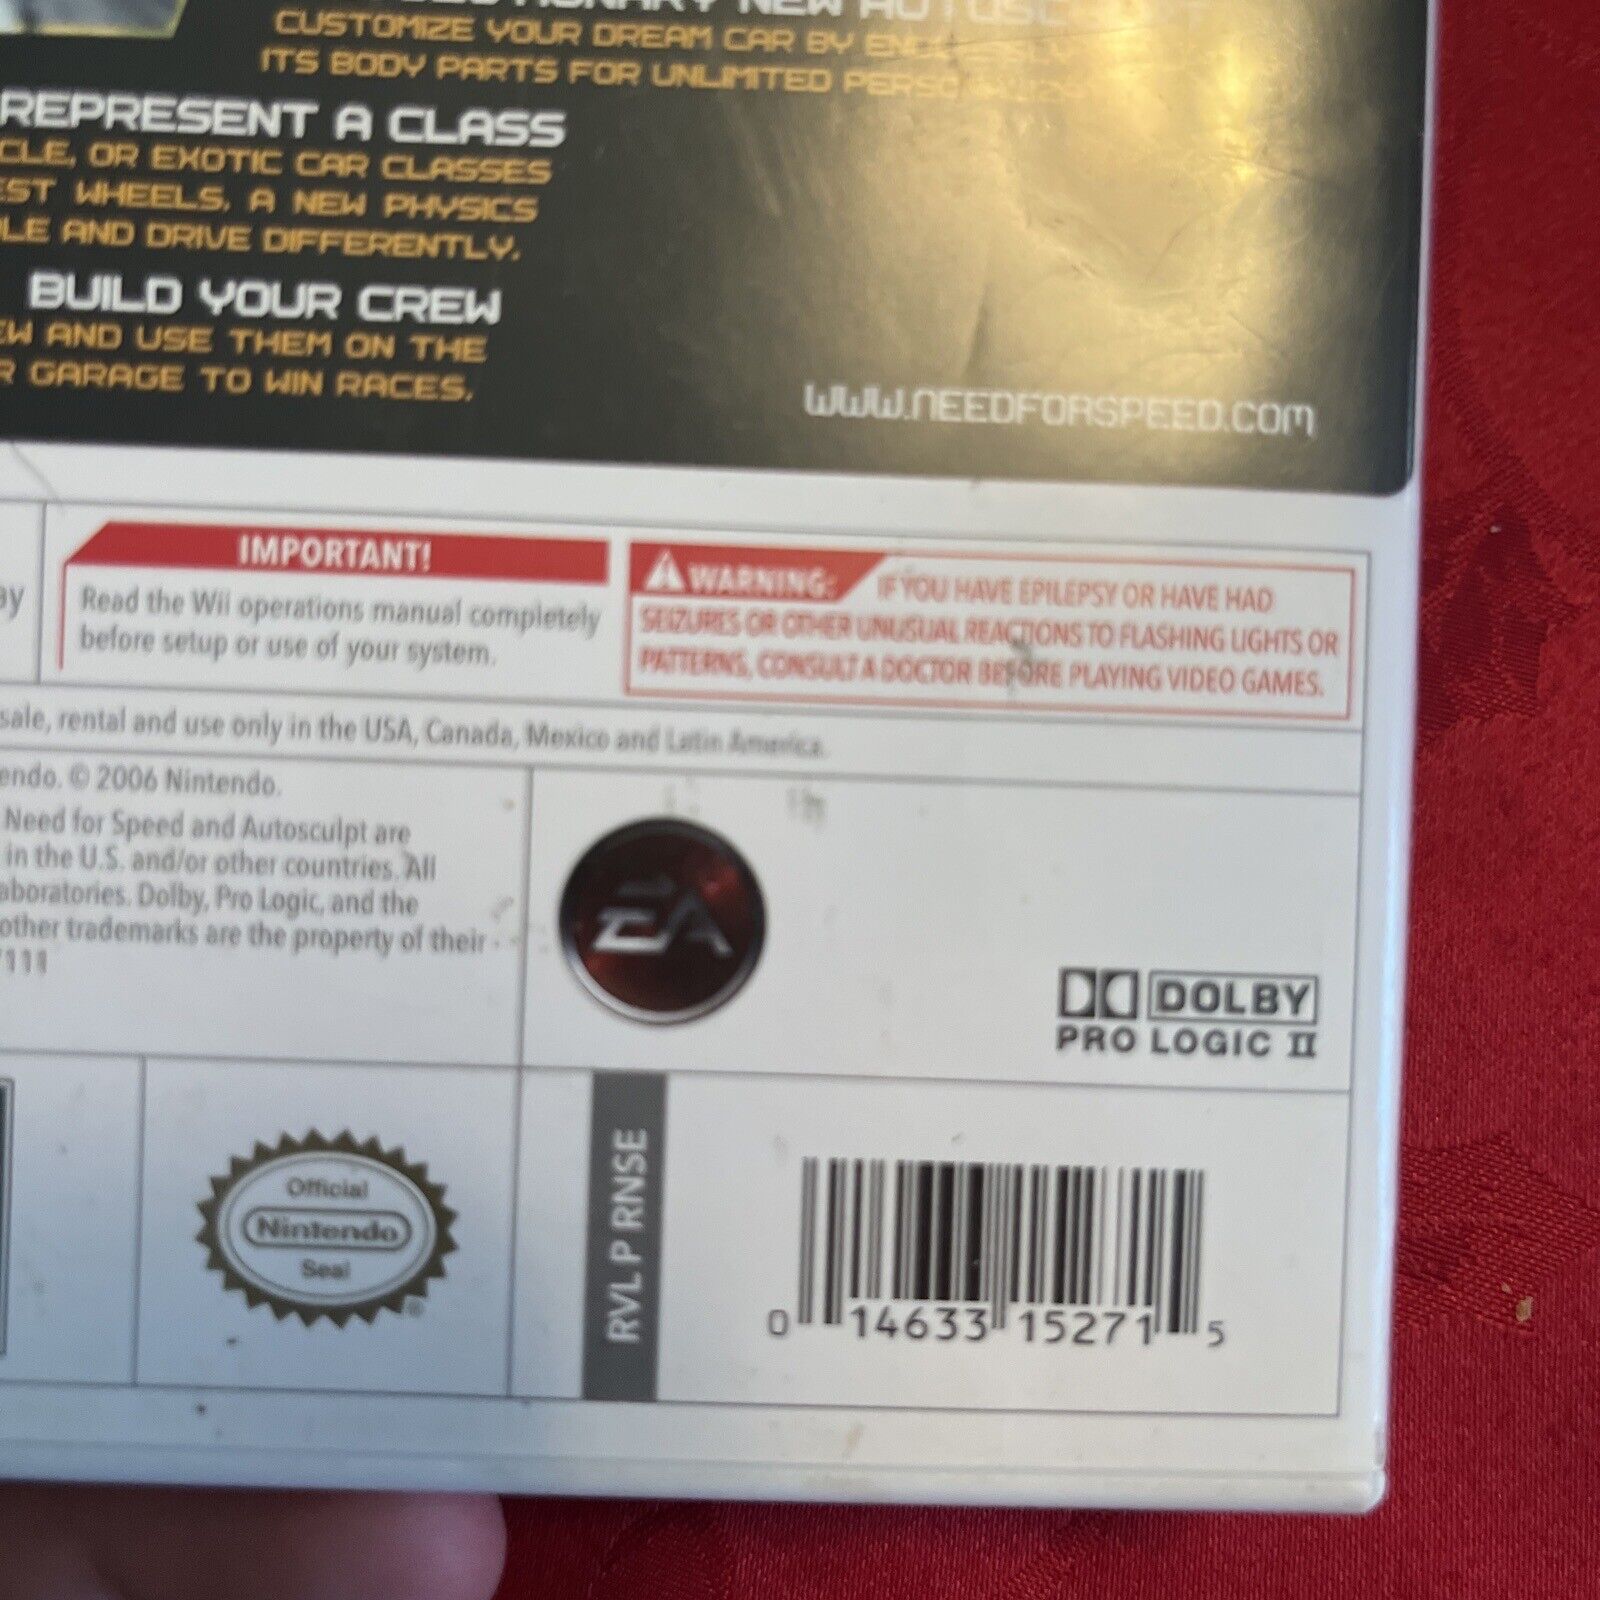 NEW
CUSTOMIZE YOUR DREAM CAR BY
ITS BODY PARTS FOR UNLIMITED
REPRESENT A CLASS
CLE, OR EXOTIC CAR CLASSES
EST WHEELS, A NEW PHYSICS
LE AND DRIVE DIFFERENTLY.
BUILD YOUR CREW
EW AND USE THEM ON THE
R GARAGE TO WIN RACES.
WWW.NEEDFORSPEED.COM
IMPORTANT!
Read the Wii operations manual completely
before setup or use of your system.
WARNING: IF YOU HAVE EPILEPSY OR HAVE HAD
SEIZURES OR OTHER UNUSUAL REACTIONS TO FLASHING LIGHTS OR
PATTERNS, CONSULT A DOCTOR BEFORE PLAYING VIDEO GAMES.
sale, rental and use only in the USA, Canada, Mexico and Latin America.
endo. © 2006 Nintendo.
Need for Speed and Autosculpt are
in the U.S. and/or other countries. All
aboratories. Dolby, Pro Logic, and the
other trademarks are the property of their
111
EA
DOLBY
PRO LOGIC II
Official
Nintendo
Seal
®
RVL P RNSE
0 14633 15271 5